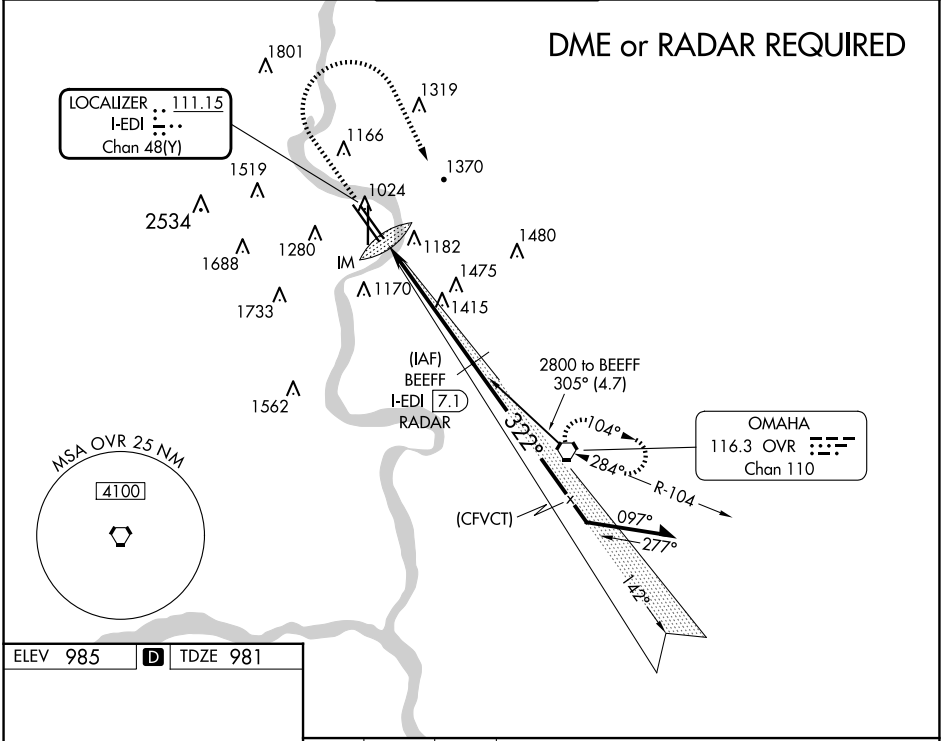 DME or RADAR REQUIRED
1801
1319
LOCALIZER 111.15
I-EDI
Chan 48(Y)
1166
1370
1519
1024
2534
1280
1182
1480
1688
IM
1475
1170
1415
1733
(IAF)
BEEFF
I-EDI 7.1
RADAR
2800 to BEEFF
305° (4.7)
1562
322°
104°
284°
OMAHA
116.3 OVR
Chan 110
R-104
MSA OVR 25 NM
4100
(CFVCT)
097°
277°
142°
ELEV 985 D TDZE 981